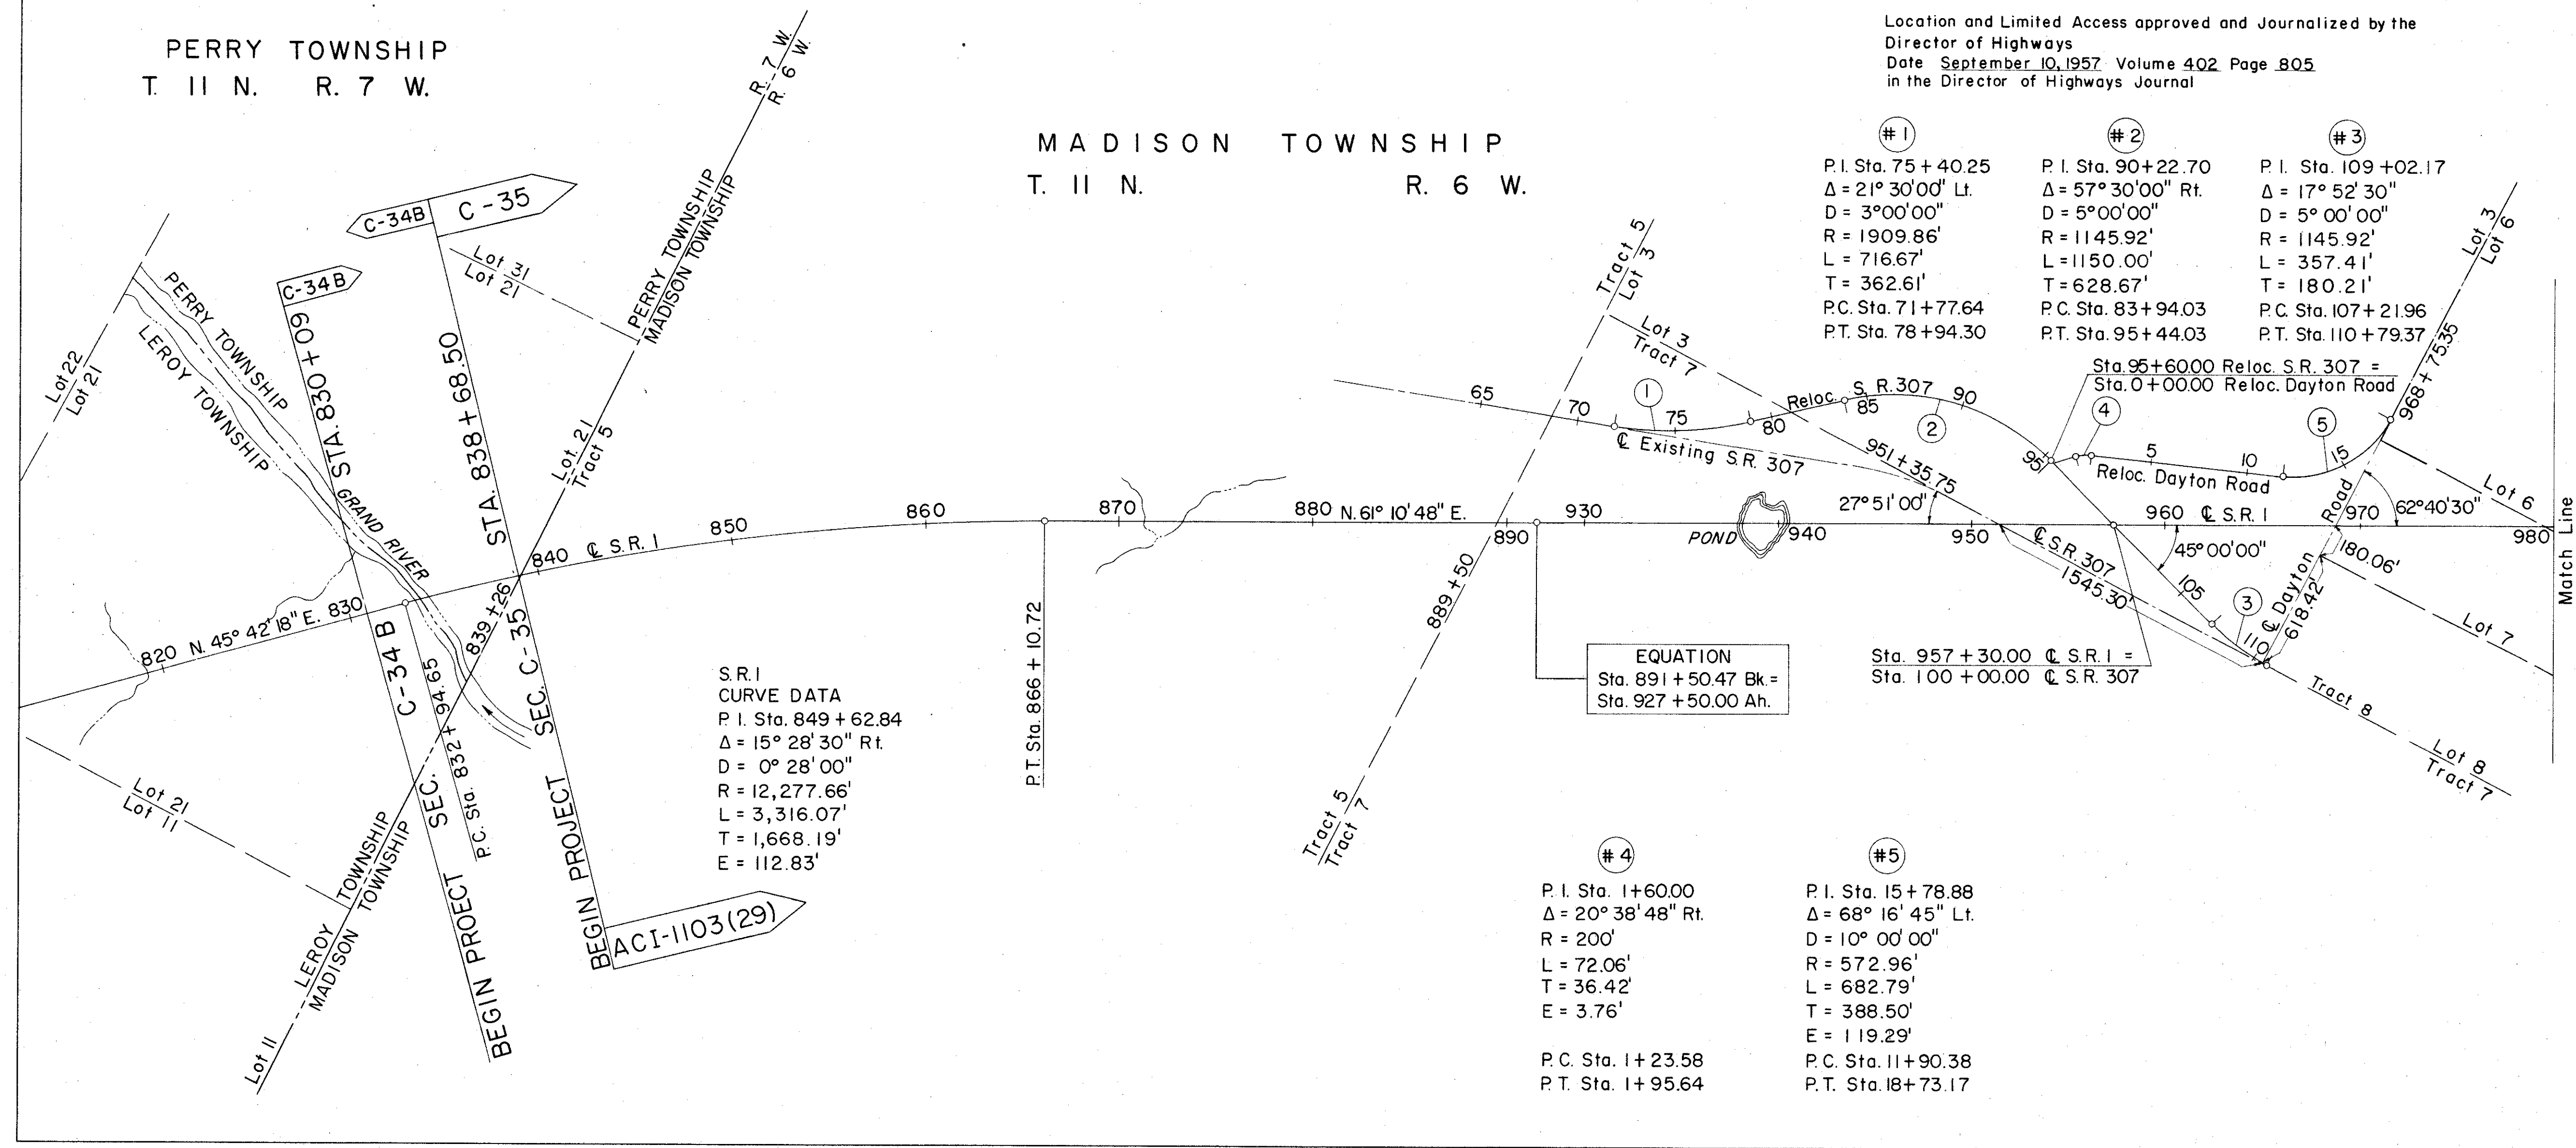 PERRY TOWNSHIP
T. 11 N. R. 7 W.
Location and Limited Access approved and Journalized by the
Director of Highways
Date September 10, 1957 Volume 402 Page 805
in the Director of Highways Journal
MADISON TOWNSHIP
T. 11 N. R. 6 W.
R. 7 W.
R. 6 W.
# 1
P. I. Sta. 75 + 40.25
Δ = 21° 30' 00" Lt.
D = 3° 00' 00"
R = 1909.86'
L = 716.67'
T = 362.61'
P.C. Sta. 71+77.64
P.T. Sta. 78+94.30
# 2
P. I. Sta. 90+22.70
Δ = 57° 30' 00" Rt.
D = 5° 00' 00"
R = 1145.92'
L = 1150.00'
T = 628.67'
P.C. Sta. 83+94.03
P.T. Sta. 95+44.03
# 3
P. I. Sta. 109 +02.17
Δ = 17° 52' 30"
D = 5° 00' 00"
R = 1145.92'
L = 357.41'
T = 180.21'
P.C. Sta. 107+21.96
P.T. Sta. 110+79.37
C-34B
C-35
C-34B
STA. 830+09
STA. 838+68.50
Lot 31
Lot 21
PERRY TOWNSHIP
MADISON TOWNSHIP
Lot 21
Tract 5
Lot 22
Lot 21
PERRY TOWNSHIP
LEROY TOWNSHIP
GRAND RIVER
820
N. 45° 42' 18" E.
830
839+26
840
℄ S.R. 1
850
860
870
880
N. 61° 10' 48" E.
890
930
POND
940
950
960
℄ S.R. 1
970
980
Match Line
Tract 5
Lot 3
Lot 3
Tract 7
Lot 3
Lot 6
65
70
1
75
80
Reloc. S. R. 307
85
90
2
95
℄ Existing S.R. 307
951+35.75
27° 51' 00"
Sta. 95+60.00 Reloc. S.R. 307 =
Sta. 0+00.00 Reloc. Dayton Road
4
5
Reloc. Dayton Road
10
5
15
968+75.35
Lot 6
62° 40' 30"
℄ Dayton Road
180.06'
618.42'
Lot 7
45° 00' 00"
105
3
110
℄ S.R. 307
1545.30'
Tract 8
Lot 8
Tract 7
Sta. 957+30.00 ℄ S.R. 1 =
Sta. 100+00.00 ℄ S.R. 307
889+50
Tract 5
Tract 7
EQUATION
Sta. 891+50.47 Bk.=
Sta. 927+50.00 Ah.
P.T. Sta. 866 + 10.72
S.R. 1
CURVE DATA
P. I. Sta. 849 + 62.84
Δ = 15° 28' 30" Rt.
D = 0° 28' 00"
R = 12,277.66'
L = 3,316.07'
T = 1,668.19'
E = 112.83'
BEGIN PROECT SEC. C-34 B
P.C. Sta. 832+94.65
BEGIN PROJECT SEC. C-35
ACI-1103(29)
Lot 21
Lot 11
LEROY TOWNSHIP
MADISON TOWNSHIP
Lot 11
# 4
P. I. Sta. 1+60.00
Δ = 20° 38' 48" Rt.
R = 200'
L = 72.06'
T = 36.42'
E = 3.76'
P.C. Sta. 1+23.58
P.T. Sta. 1+95.64
#5
P. I. Sta. 15+78.88
Δ = 68° 16' 45" Lt.
D = 10° 00' 00"
R = 572.96'
L = 682.79'
T = 388.50'
E = 119.29'
P.C. Sta. 11+90.38
P.T. Sta. 18+73.17